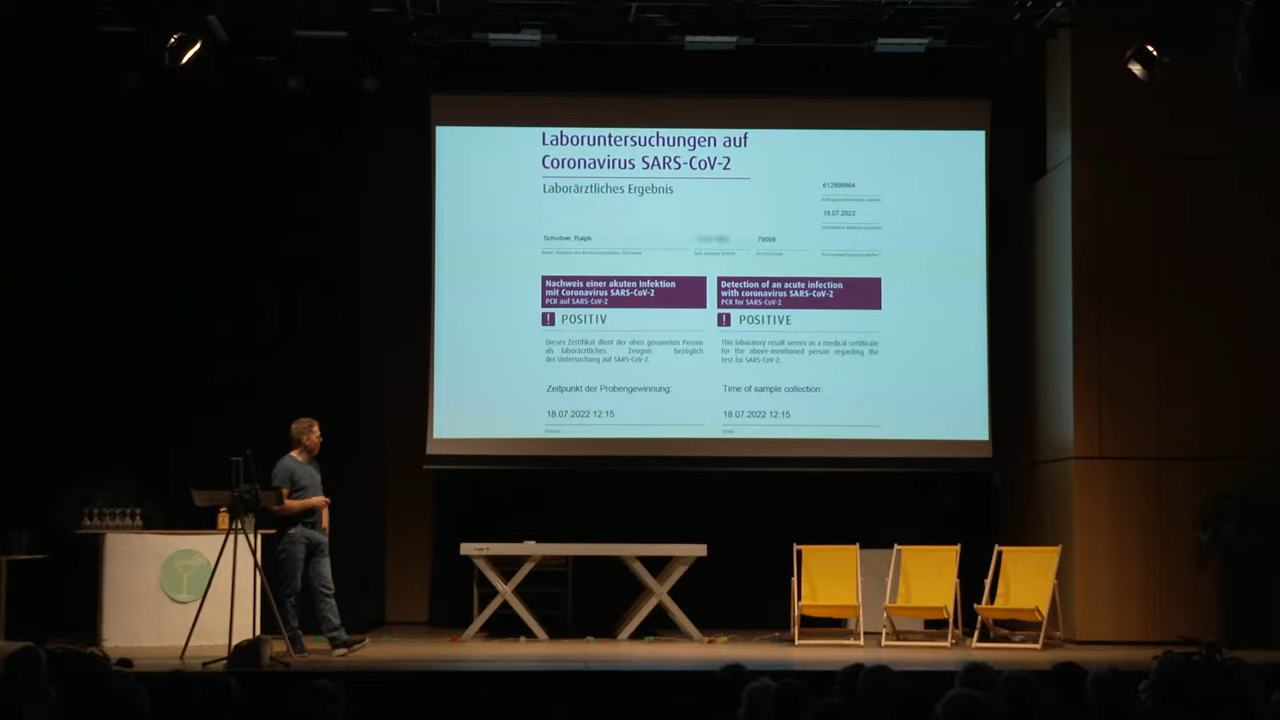 Laboruntersuchungen auf
Coronavirus SARS-CoV-2
Laborärztliches Ergebnis
612898864
18.07.2022
Schwörer, Ralph
79098
Nachweis einer akuten Infektion
mit Coronavirus SARS-CoV-2
PCR auf SARS-CoV-2
! POSITIV
Dieses Zertifikat dient der oben genannten Person
als laborärztliches Zeugnis bezüglich
der Untersuchung auf SARS-CoV-2.
Zeitpunkt der Probengewinnung:
18.07.2022 12:15
Detection of an acute infection
with coronavirus SARS-CoV-2
PCR for SARS-CoV-2
! POSITIVE
This laboratory result serves as a medical certificate
for the above-mentioned person regarding the
test for SARS-CoV-2.
Time of sample collection:
18.07.2022 12:15